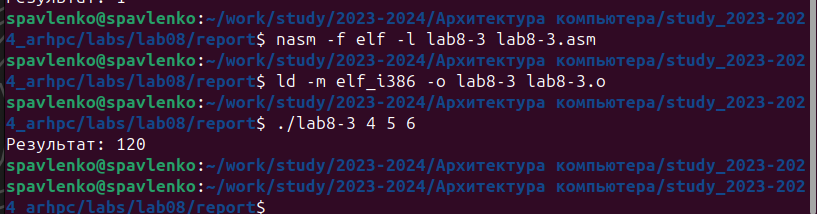 Результат: 1
spavlenko@spavlenko:~/work/study/2023-2024/Архитектура компьютера/study_2023-202
4_arhpc/labs/lab08/report$ nasm -f elf -l lab8-3 lab8-3.asm
spavlenko@spavlenko:~/work/study/2023-2024/Архитектура компьютера/study_2023-202
4_arhpc/labs/lab08/report$ ld -m elf_i386 -o lab8-3 lab8-3.o
spavlenko@spavlenko:~/work/study/2023-2024/Архитектура компьютера/study_2023-202
4_arhpc/labs/lab08/report$ ./lab8-3 4 5 6
Результат: 120
spavlenko@spavlenko:~/work/study/2023-2024/Архитектура компьютера/study_2023-202
spavlenko@spavlenko:~/work/study/2023-2024/Архитектура компьютера/study_2023-202
4_arhpc/labs/lab08/report$